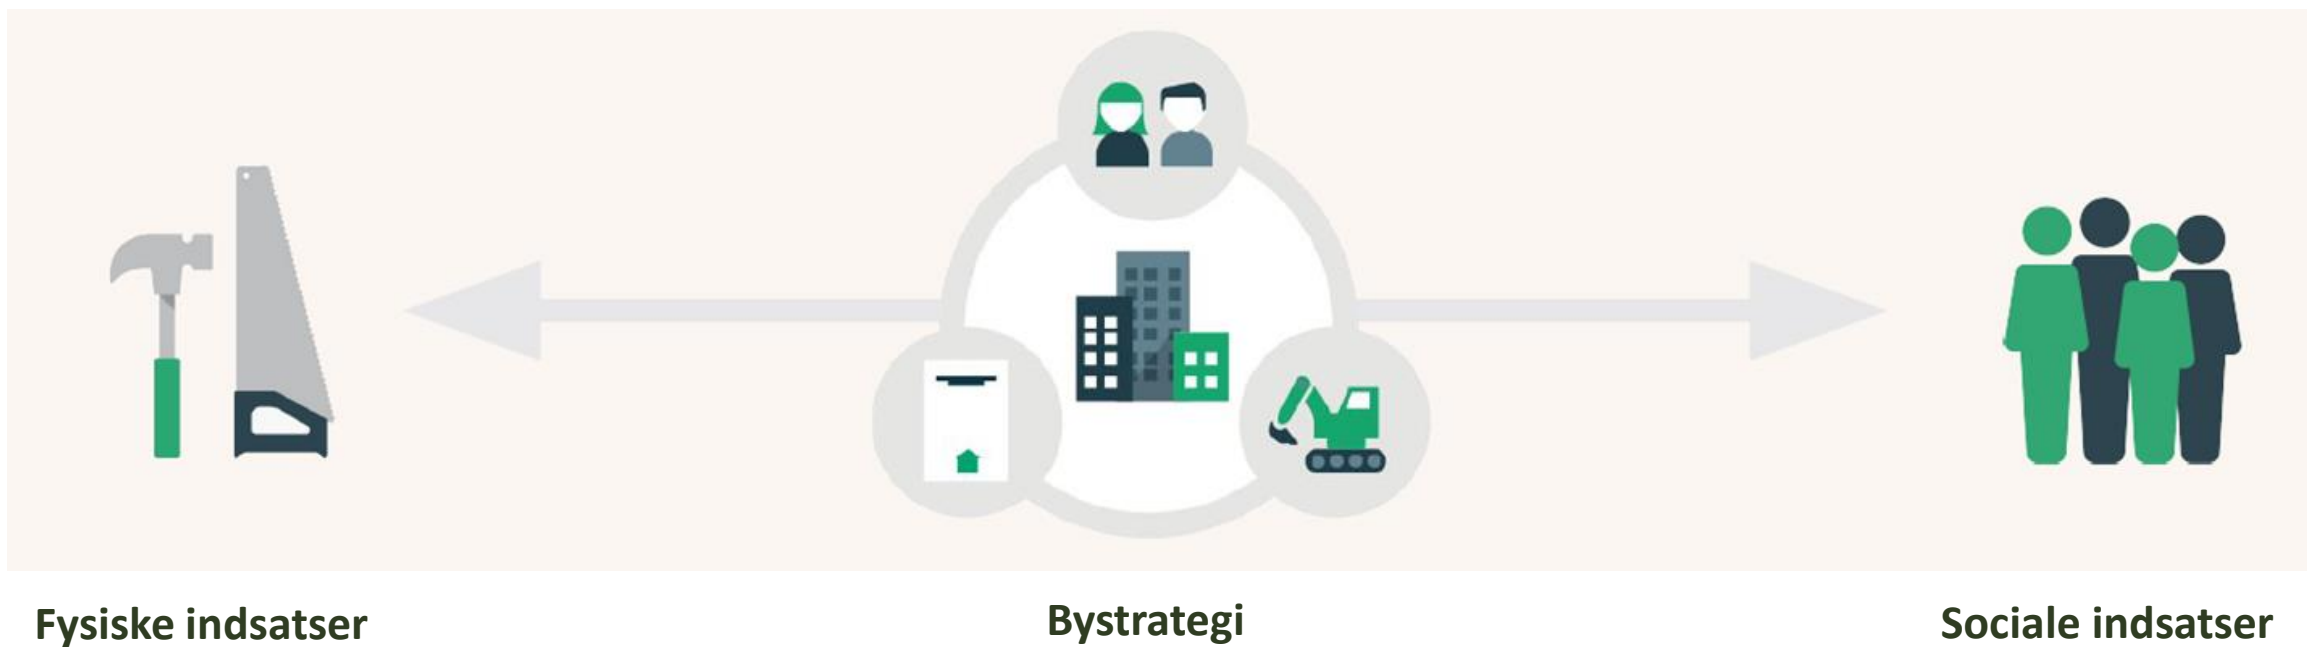 Fysiske indsatser
Bystrategi
Sociale indsatser